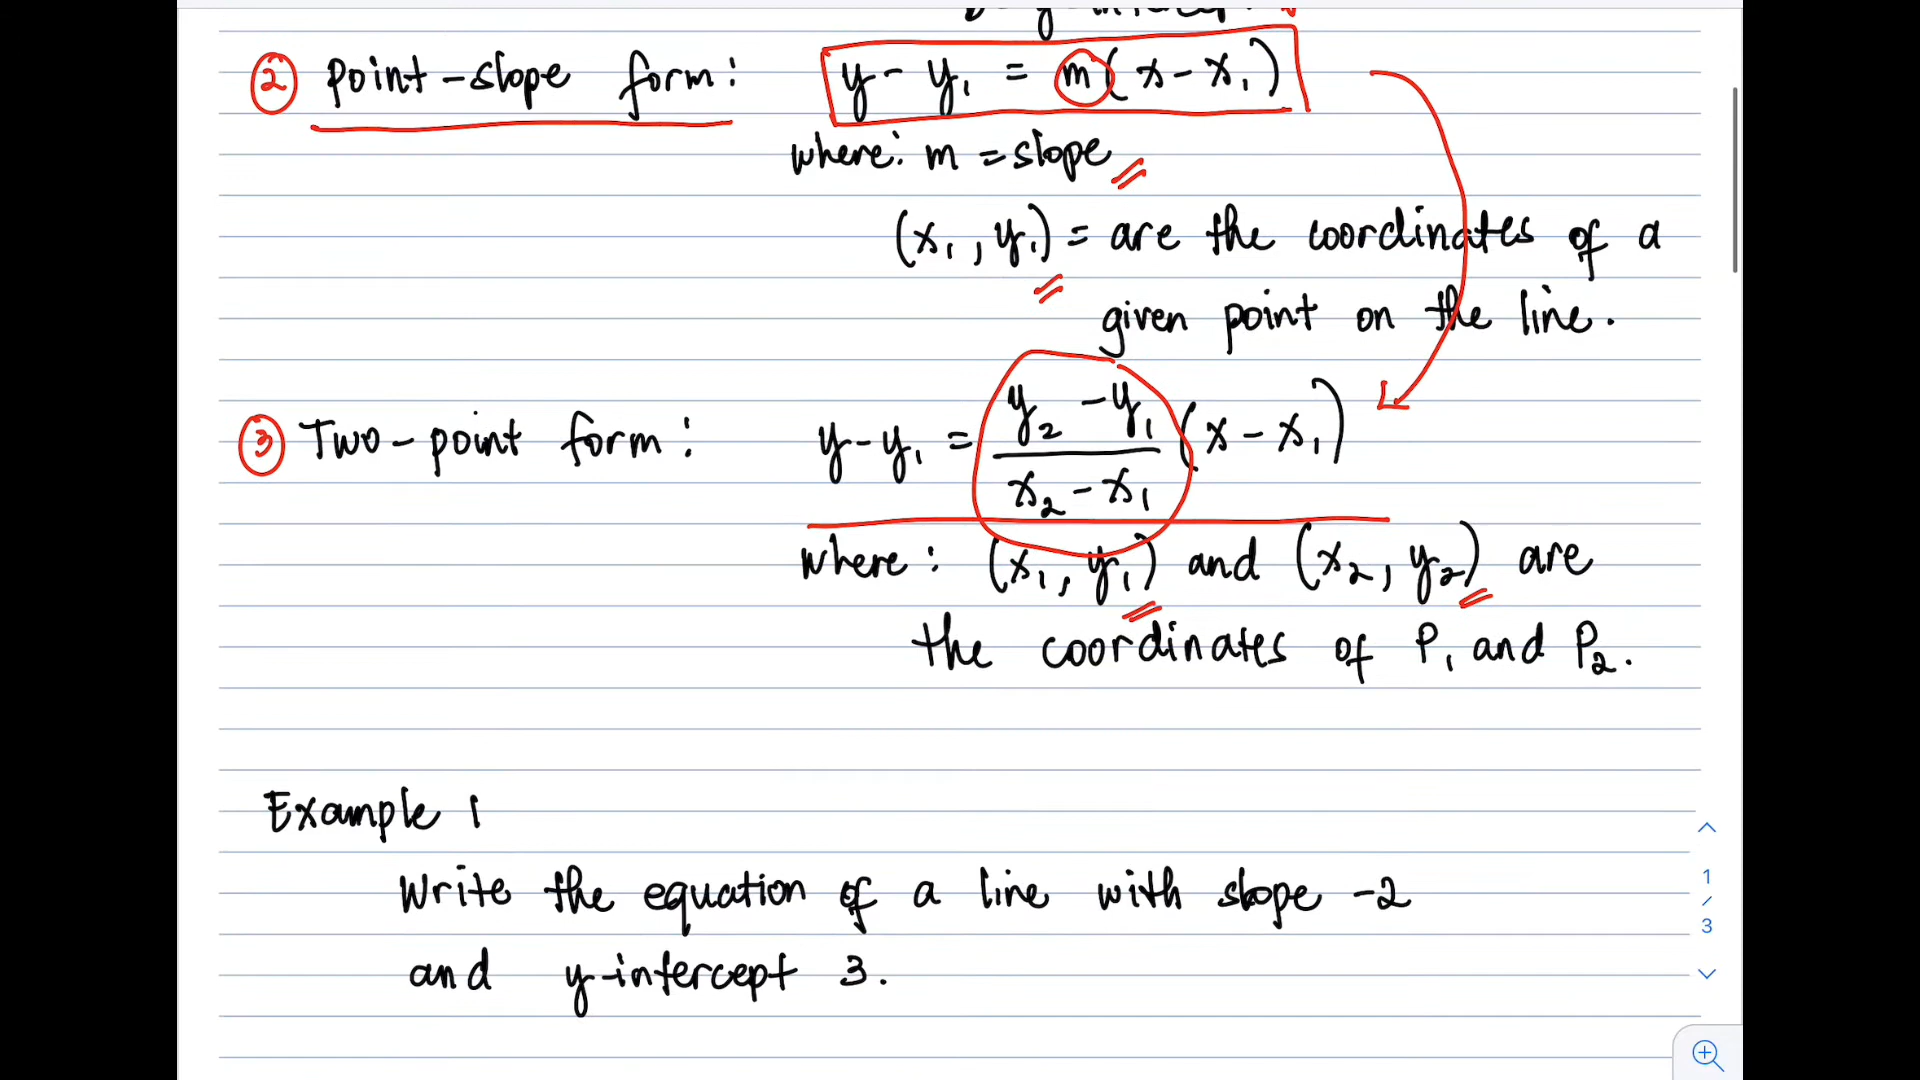 ② Point-slope form: y - y₁ = m(x - x₁)
where: m = slope
(x₁, y₁) = are the coordinates of a
given point on the line.
③ Two-point form: y - y₁ = \frac{y₂ - y₁}{x₂ - x₁} (x - x₁)
where: (x₁, y₁) and (x₂, y₂) are
the coordinates of P₁ and P₂.
Example 1
Write the equation of a line with slope -2
and y-intercept 3.
1
/
3